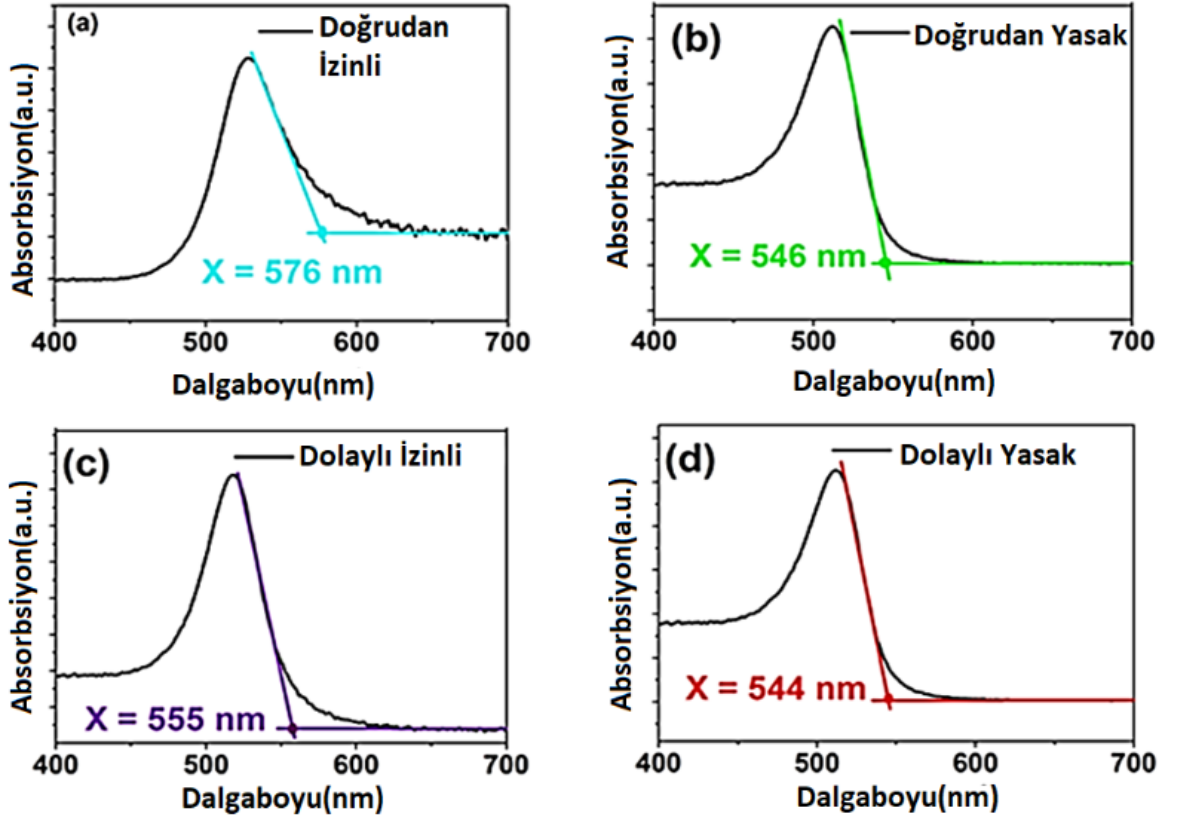 (a)
Doğrudan
İzinli
Absorbsiyon(a.u.)
X = 576 nm
400 500 600 700
Dalgaboyu(nm)
(b)
Doğrudan Yasak
Absorbsiyon(a.u.)
X = 546 nm
400 500 600 700
Dalgaboyu(nm)
(c)
Dolaylı İzinli
Absorbsiyon(a.u.)
X = 555 nm
400 500 600 700
Dalgaboyu(nm)
(d)
Dolaylı Yasak
Absorbsiyon(a.u.)
X = 544 nm
400 500 600 700
Dalgaboyu(nm)